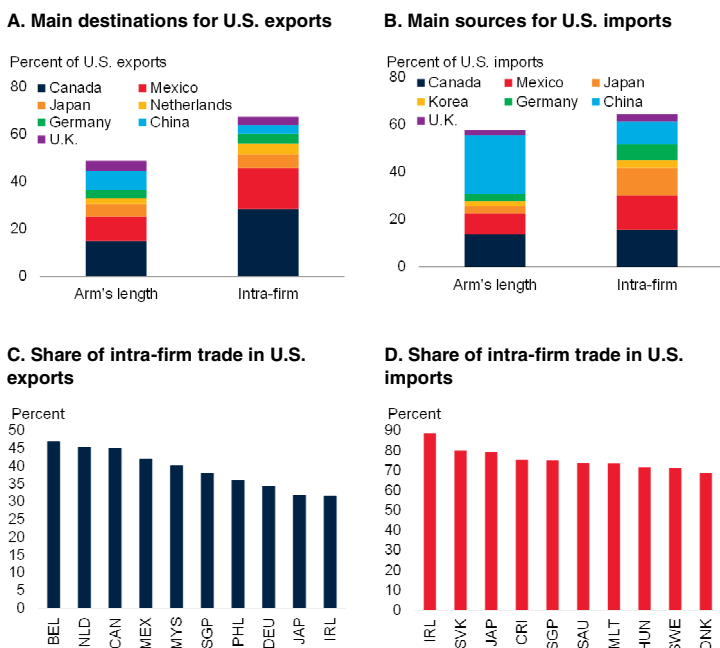 A. Main destinations for U.S. exports
Percent of U.S. exports
80
60
40
20
0
Canada Mexico
Japan Netherlands
Germany China
U.K.
Arm's length Intra-firm
B. Main sources for U.S. imports
Percent of U.S. imports
80
60
40
20
0
Canada Mexico Japan
Korea Germany China
U.K.
Arm's length Intra-firm
C. Share of intra-firm trade in U.S.
exports
Percent
50
45
40
35
30
25
20
15
10
5
0
BEL NLD CAN MEX MYS SGP PHL DEU JAP IRL
D. Share of intra-firm trade in U.S.
imports
Percent
90
80
70
60
50
40
30
20
10
0
IRL SVK JAP CRI SGP SAU MLT HUN SWE DNK